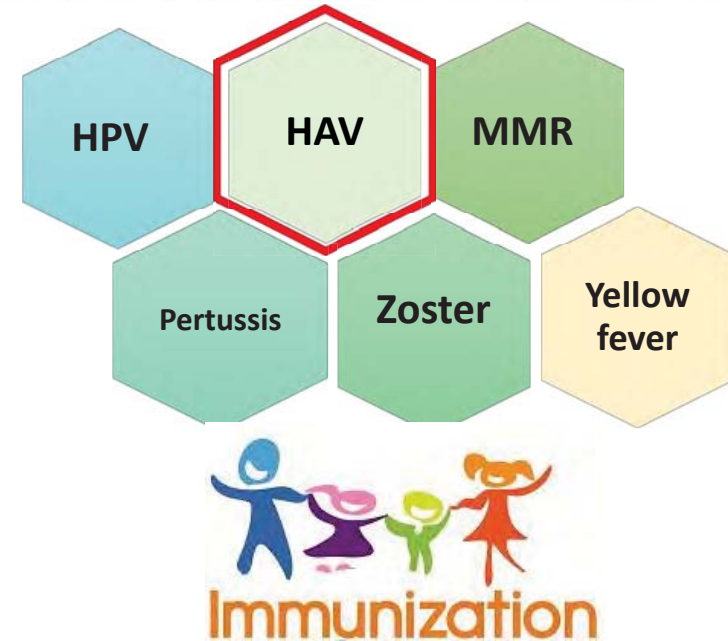 HPV
HAV
MMR
Pertussis
Zoster
Yellow
fever
Immunization